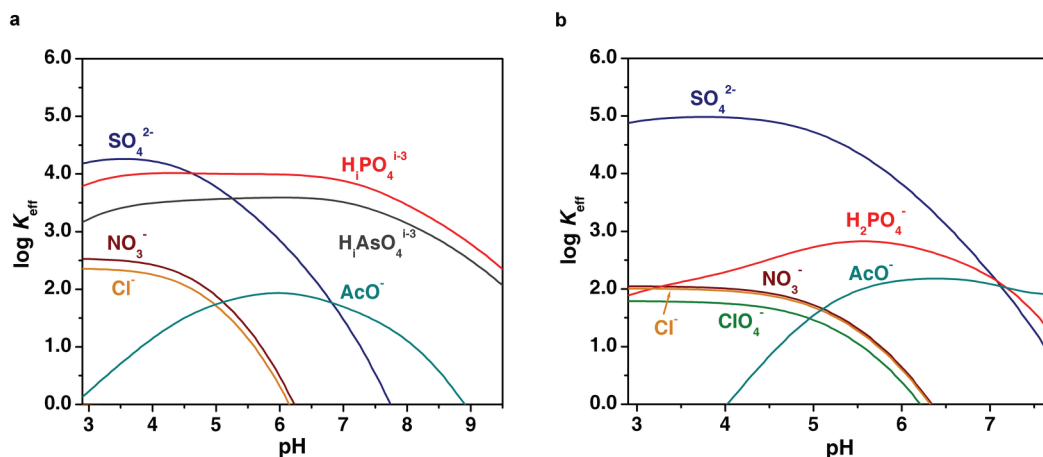 a
log K_eff
6.0
5.0
4.0
3.0
2.0
1.0
0.0
SO₄²⁻
HᵢPO₄ⁱ⁻³
HᵢAsO₄ⁱ⁻³
NO₃⁻
Cl⁻
AcO⁻
3 4 5 6 7 8 9
pH
b
log K_eff
6.0
5.0
4.0
3.0
2.0
1.0
0.0
SO₄²⁻
H₂PO₄⁻
AcO⁻
NO₃⁻
Cl⁻
ClO₄⁻
3 4 5 6 7
pH